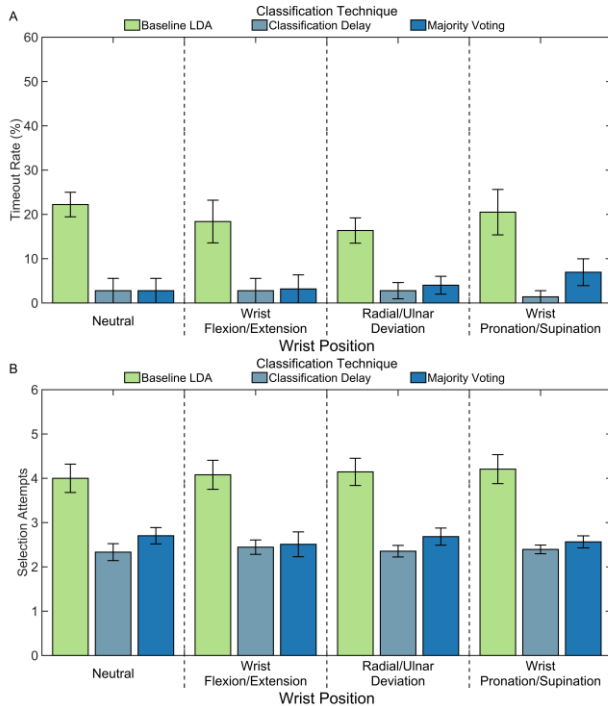 A
Classification Technique
Baseline LDA Classification Delay Majority Voting
60
50
40
30
20
10
0
Timeout Rate (%)
Neutral
Wrist
Flexion/Extension
Radial/Ulnar
Deviation
Wrist
Pronation/Supination
Wrist Position
B
Classification Technique
Baseline LDA Classification Delay Majority Voting
6
5
4
3
2
1
0
Selection Attempts
Neutral
Wrist
Flexion/Extension
Radial/Ulnar
Deviation
Wrist
Pronation/Supination
Wrist Position